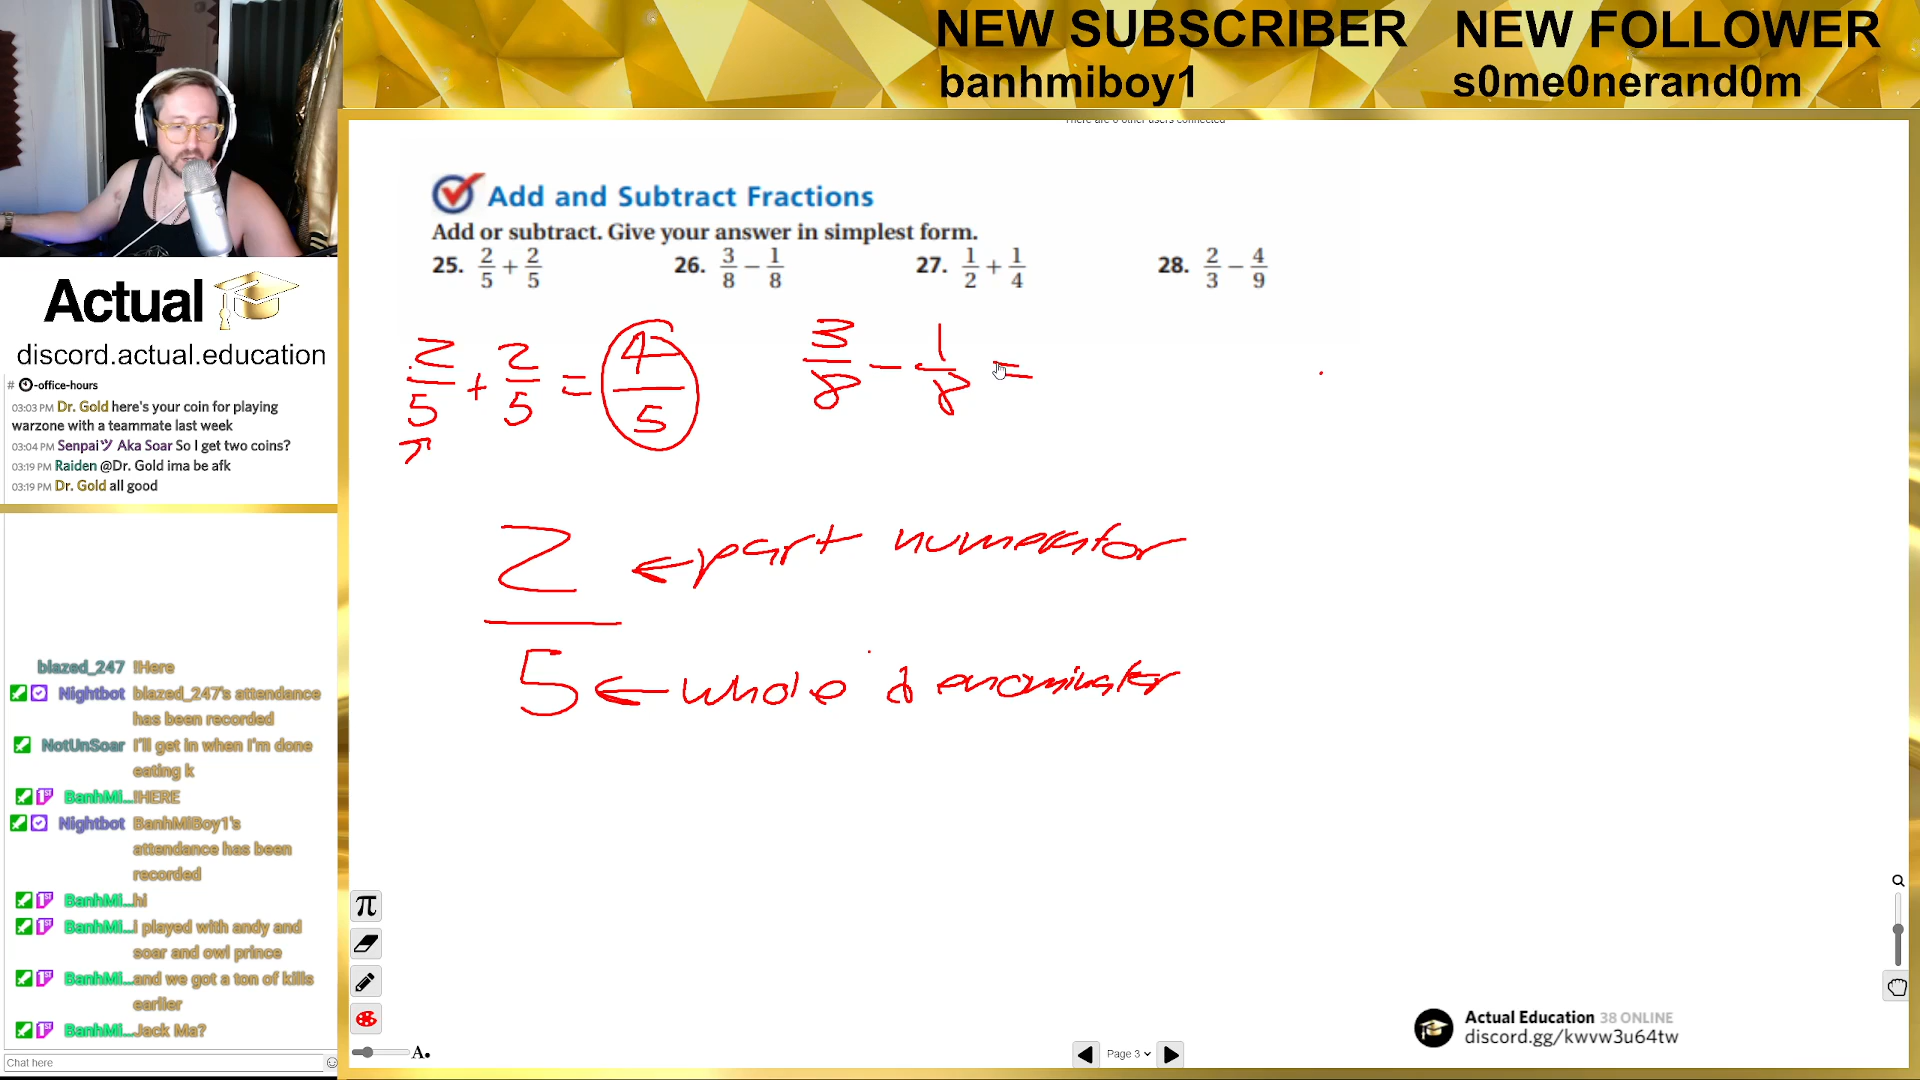 NEW SUBSCRIBER
banhmiboy1
NEW FOLLOWER
s0me0nerand0m
Actual
discord.actual.education
# -office-hours
03:03 PM Dr. Gold here's your coin for playing
warzone with a teammate last week
03:04 PM Senpaiツ Aka Soar So I get two coins?
03:19 PM Raiden @Dr. Gold ima be afk
03:19 PM Dr. Gold all good
blazed_247 !Here
Nightbot blazed_247's attendance
has been recorded
NotUnSoar I'll get in when I'm done
eating k
BanhMi...!HERE
Nightbot BanhMiBoy1's
attendance has been
recorded
BanhMi...hi
BanhMi...I played with andy and
soar and owl prince
BanhMi...and we got a ton of kills
earlier
BanhMi...Jack Ma?
Chat here
There are 6 other users connected
Add and Subtract Fractions
Add or subtract. Give your answer in simplest form.
25. 2/5 + 2/5 26. 3/8 − 1/8 27. 1/2 + 1/4 28. 2/3 − 4/9
2/5 + 2/5 = 4/5 3/8 − 1/8 =
2 ← part numerator
5 ← whole denominator
π
A.
Page 3
Actual Education 38 ONLINE
discord.gg/kwvw3u64tw